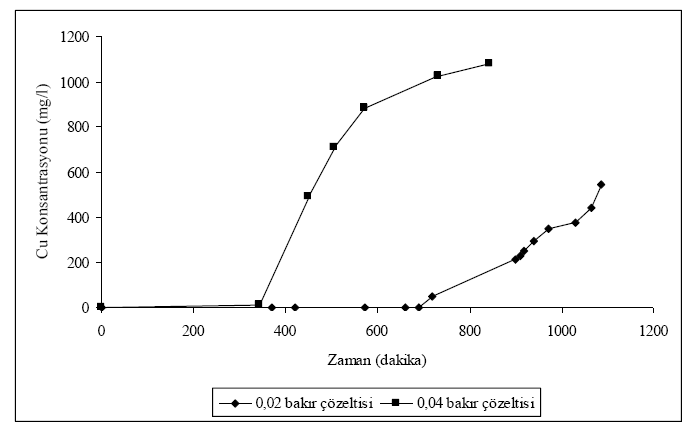 1200
1000
800
600
400
200
0
Cu Konsantrasyonu (mg/l)
0 200 400 600 800 1000 1200
Zaman (dakika)
0,02 bakır çözeltisi 0,04 bakır çözeltisi